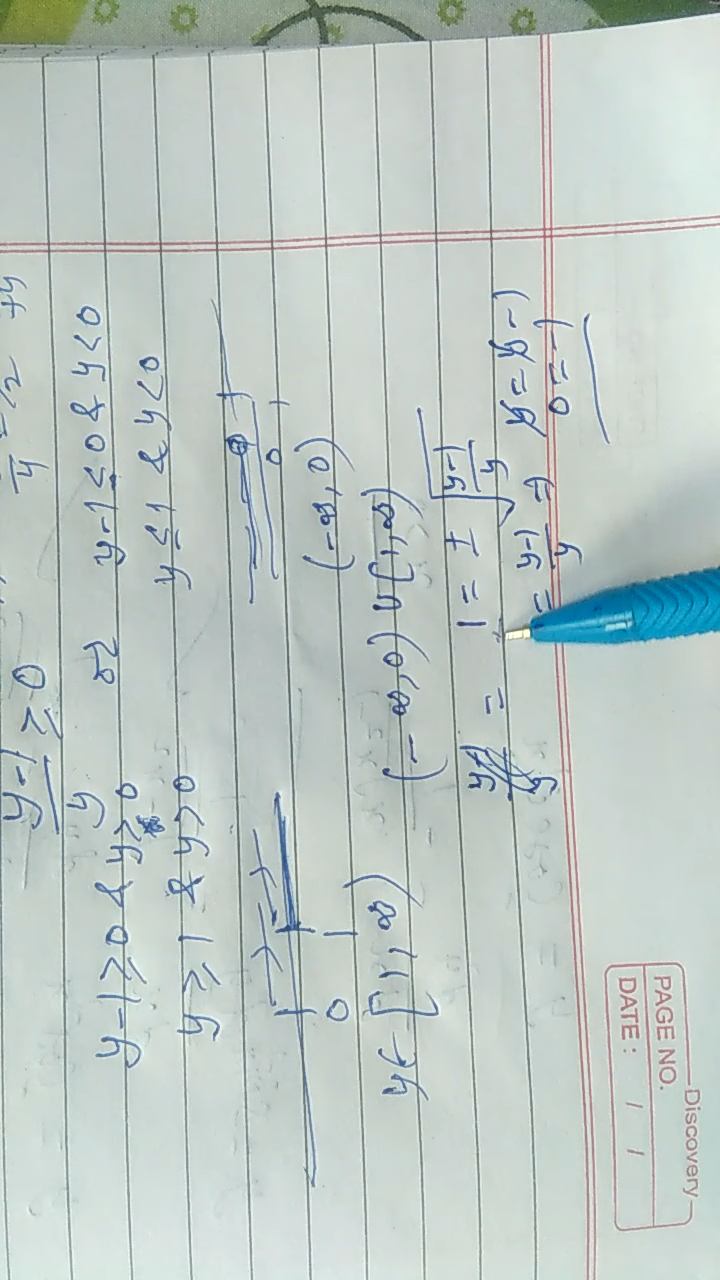 Discovery
PAGE NO.
DATE : / /
y-1/y ≥ 0
y-1≥0 & y>0 or y-1≤0 & y<0
y≥1 & y>0 y≤1 & y<0
0 1
0 1
y∈[1,∞) (-∞,0)
(-∞,0)∪[1,∞)
1 = ± √(y-1/y)
= y-1/y =
y = y-1
0 = -1